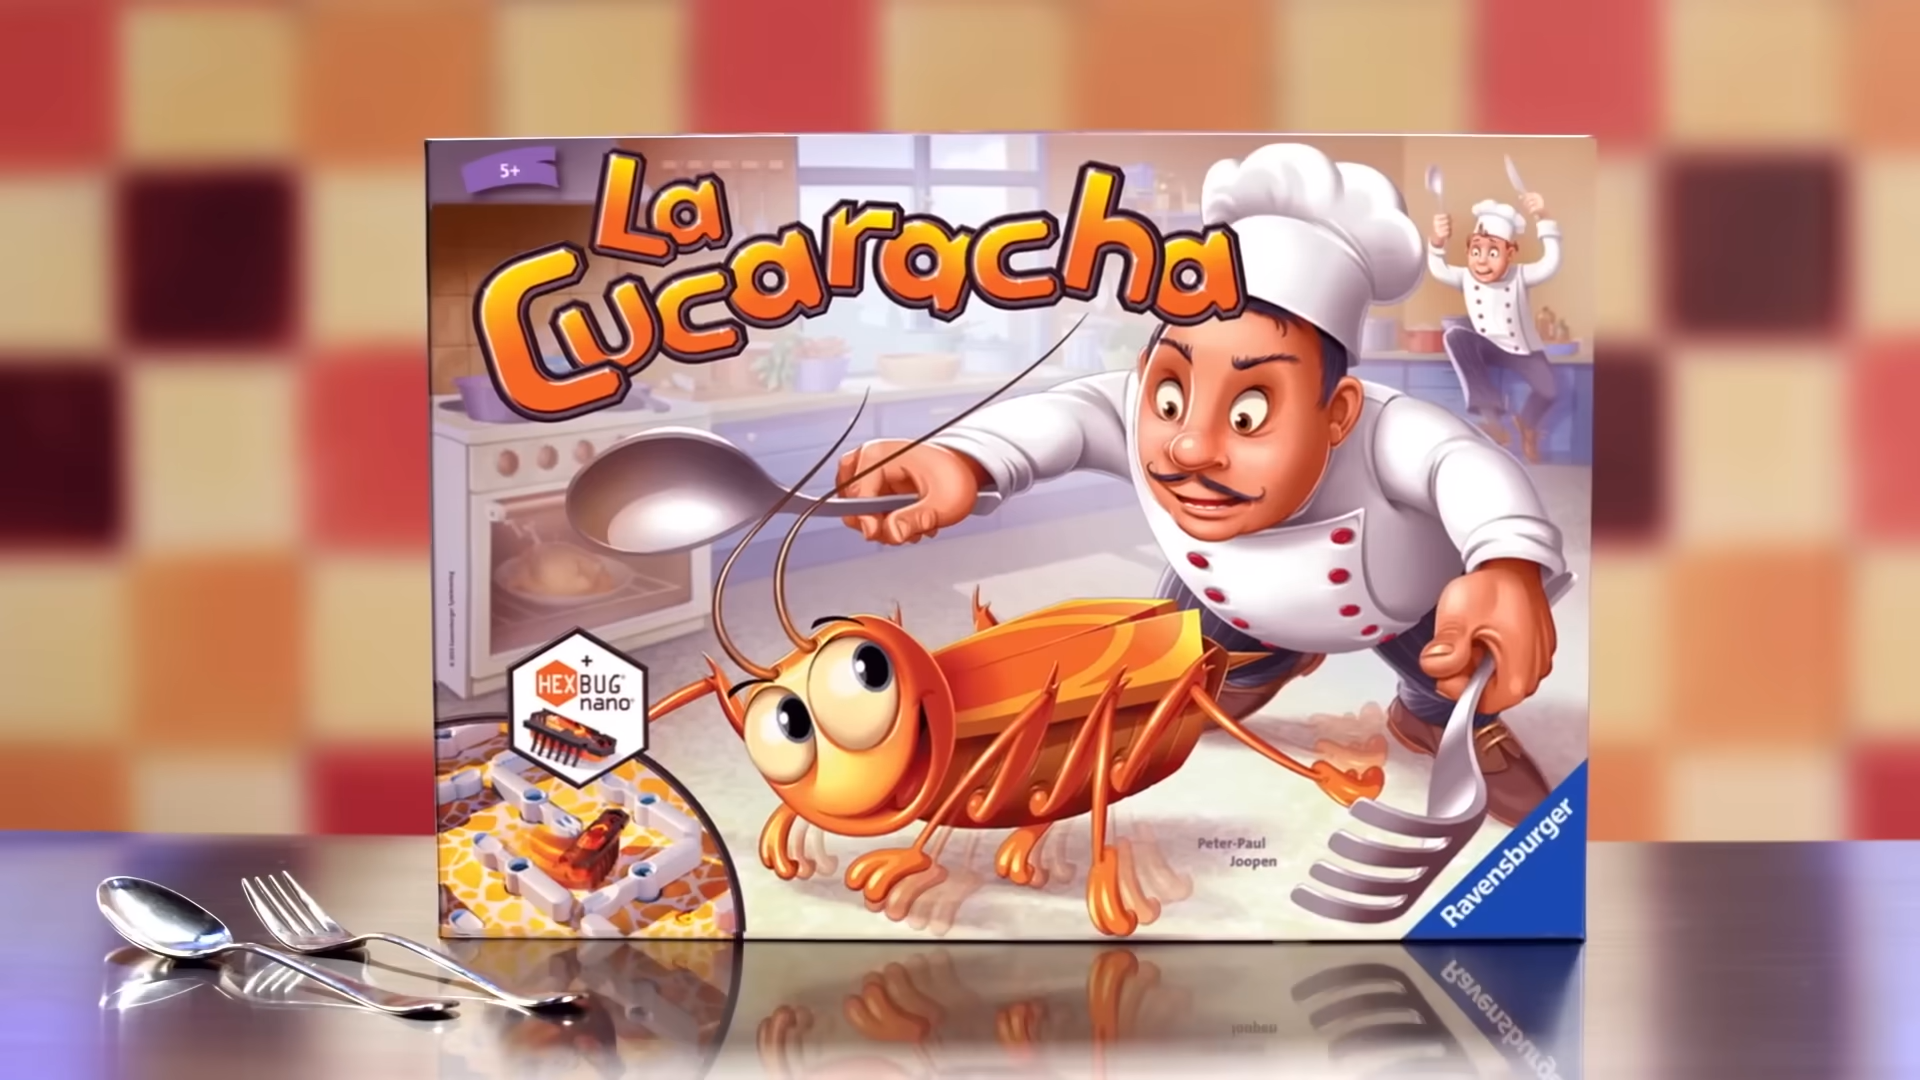 5+
La
Cucaracha
+
HEXBUG®
nano®
Peter-Paul
Joopen
Ravensburger